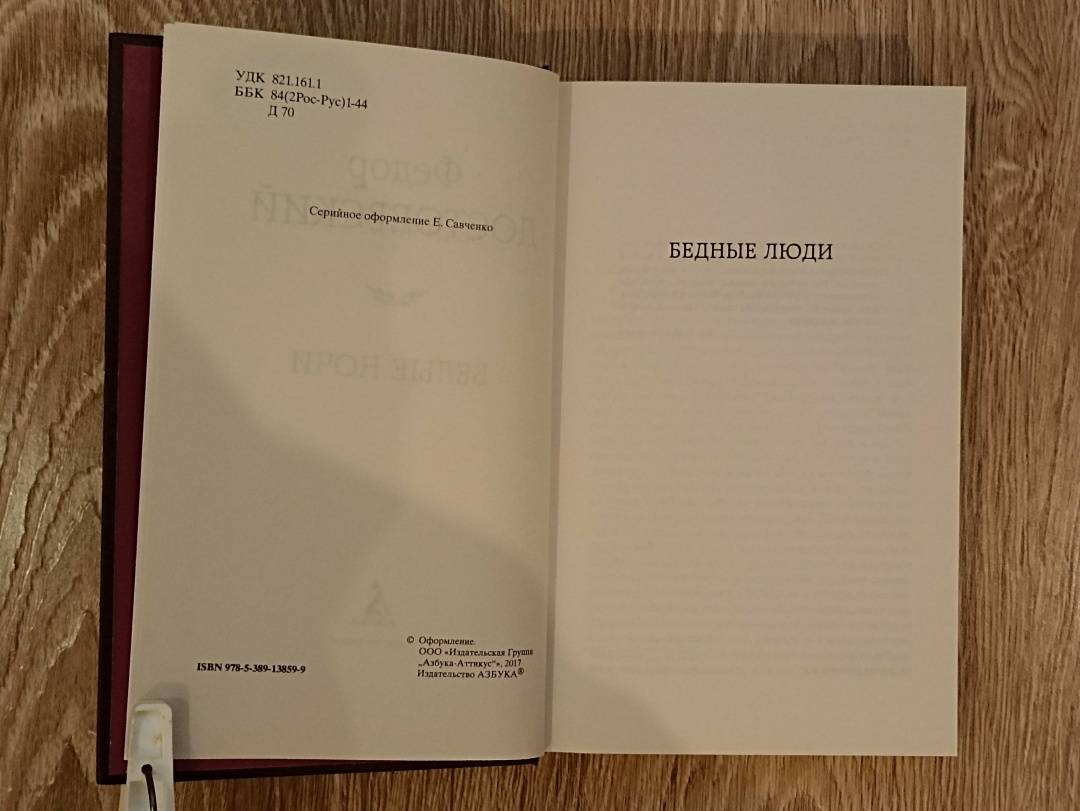 УДК 821.161.1
ББК 84(2Рос-Рус)1-44
Д 70
Серийное оформление Е. Савченко
ISBN 978-5-389-13859-9
© Оформление.
ООО «Издательская Группа
„Азбука-Аттикус“», 2017
Издательство АЗБУКА®
БЕДНЫЕ ЛЮДИ